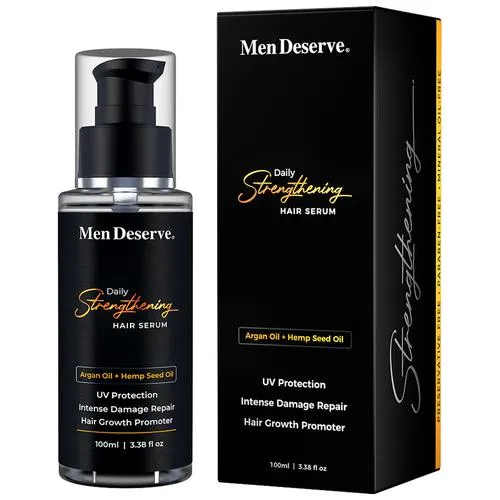 Men Deserve®
Daily
Strengthening
HAIR SERUM
Argan Oil + Hemp Seed Oil
UV Protection
Intense Damage Repair
Hair Growth Promoter
100ml | 3.38 fl oz
Men Deserve®
Daily
Strengthening
HAIR SERUM
Argan Oil + Hemp Seed Oil
UV Protection
Intense Damage Repair
Hair Growth Promoter
100ml | 3.38 fl oz
Strengthening
PRESERVATIVE FREE • PARABEN FREE • MINERAL OIL FREE